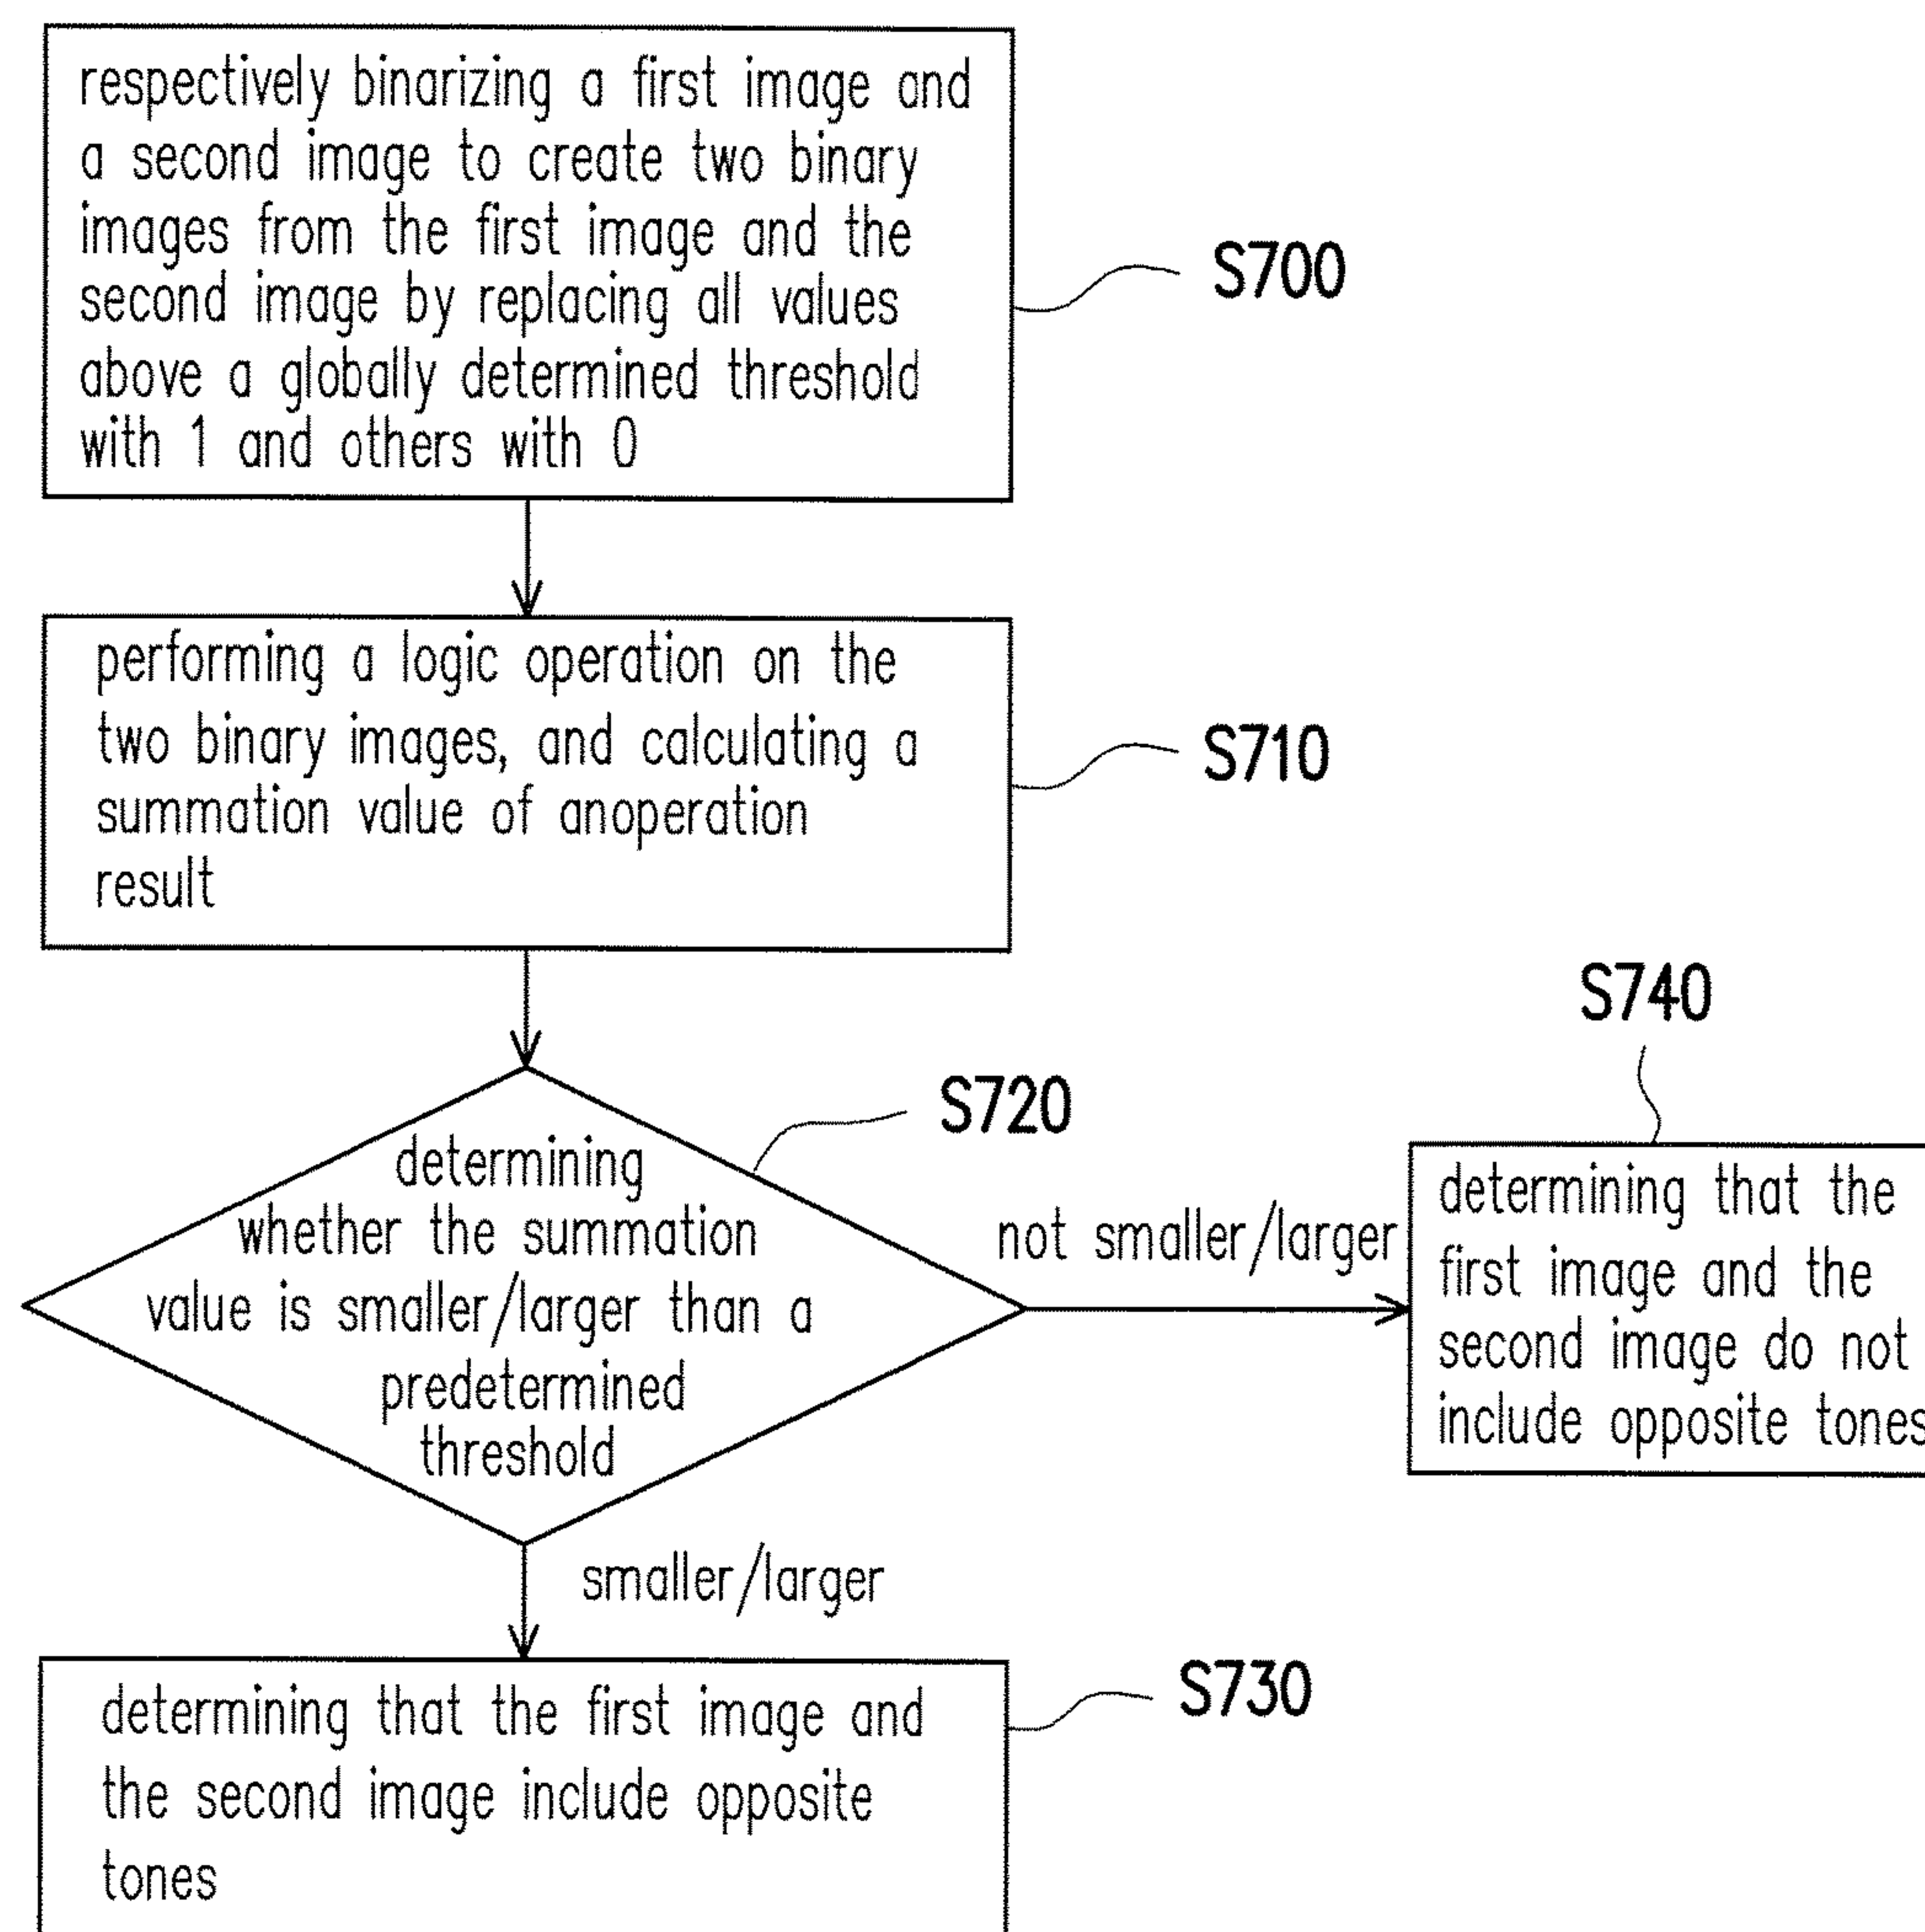 respectively binarizing a first image and
a second image to create two binary
images from the first image and the
second image by replacing all values
above a globally determined threshold
with 1 and others with 0
S700
performing a logic operation on the
two binary images, and calculating a
summation value of anoperation
result
S710
S720
determining
whether the summation
value is smaller/larger than a
predetermined
threshold
not smaller/larger
S740
determining that the
first image and the
second image do not
include opposite tones
smaller/larger
S730
determining that the first image and
the second image include opposite
tones